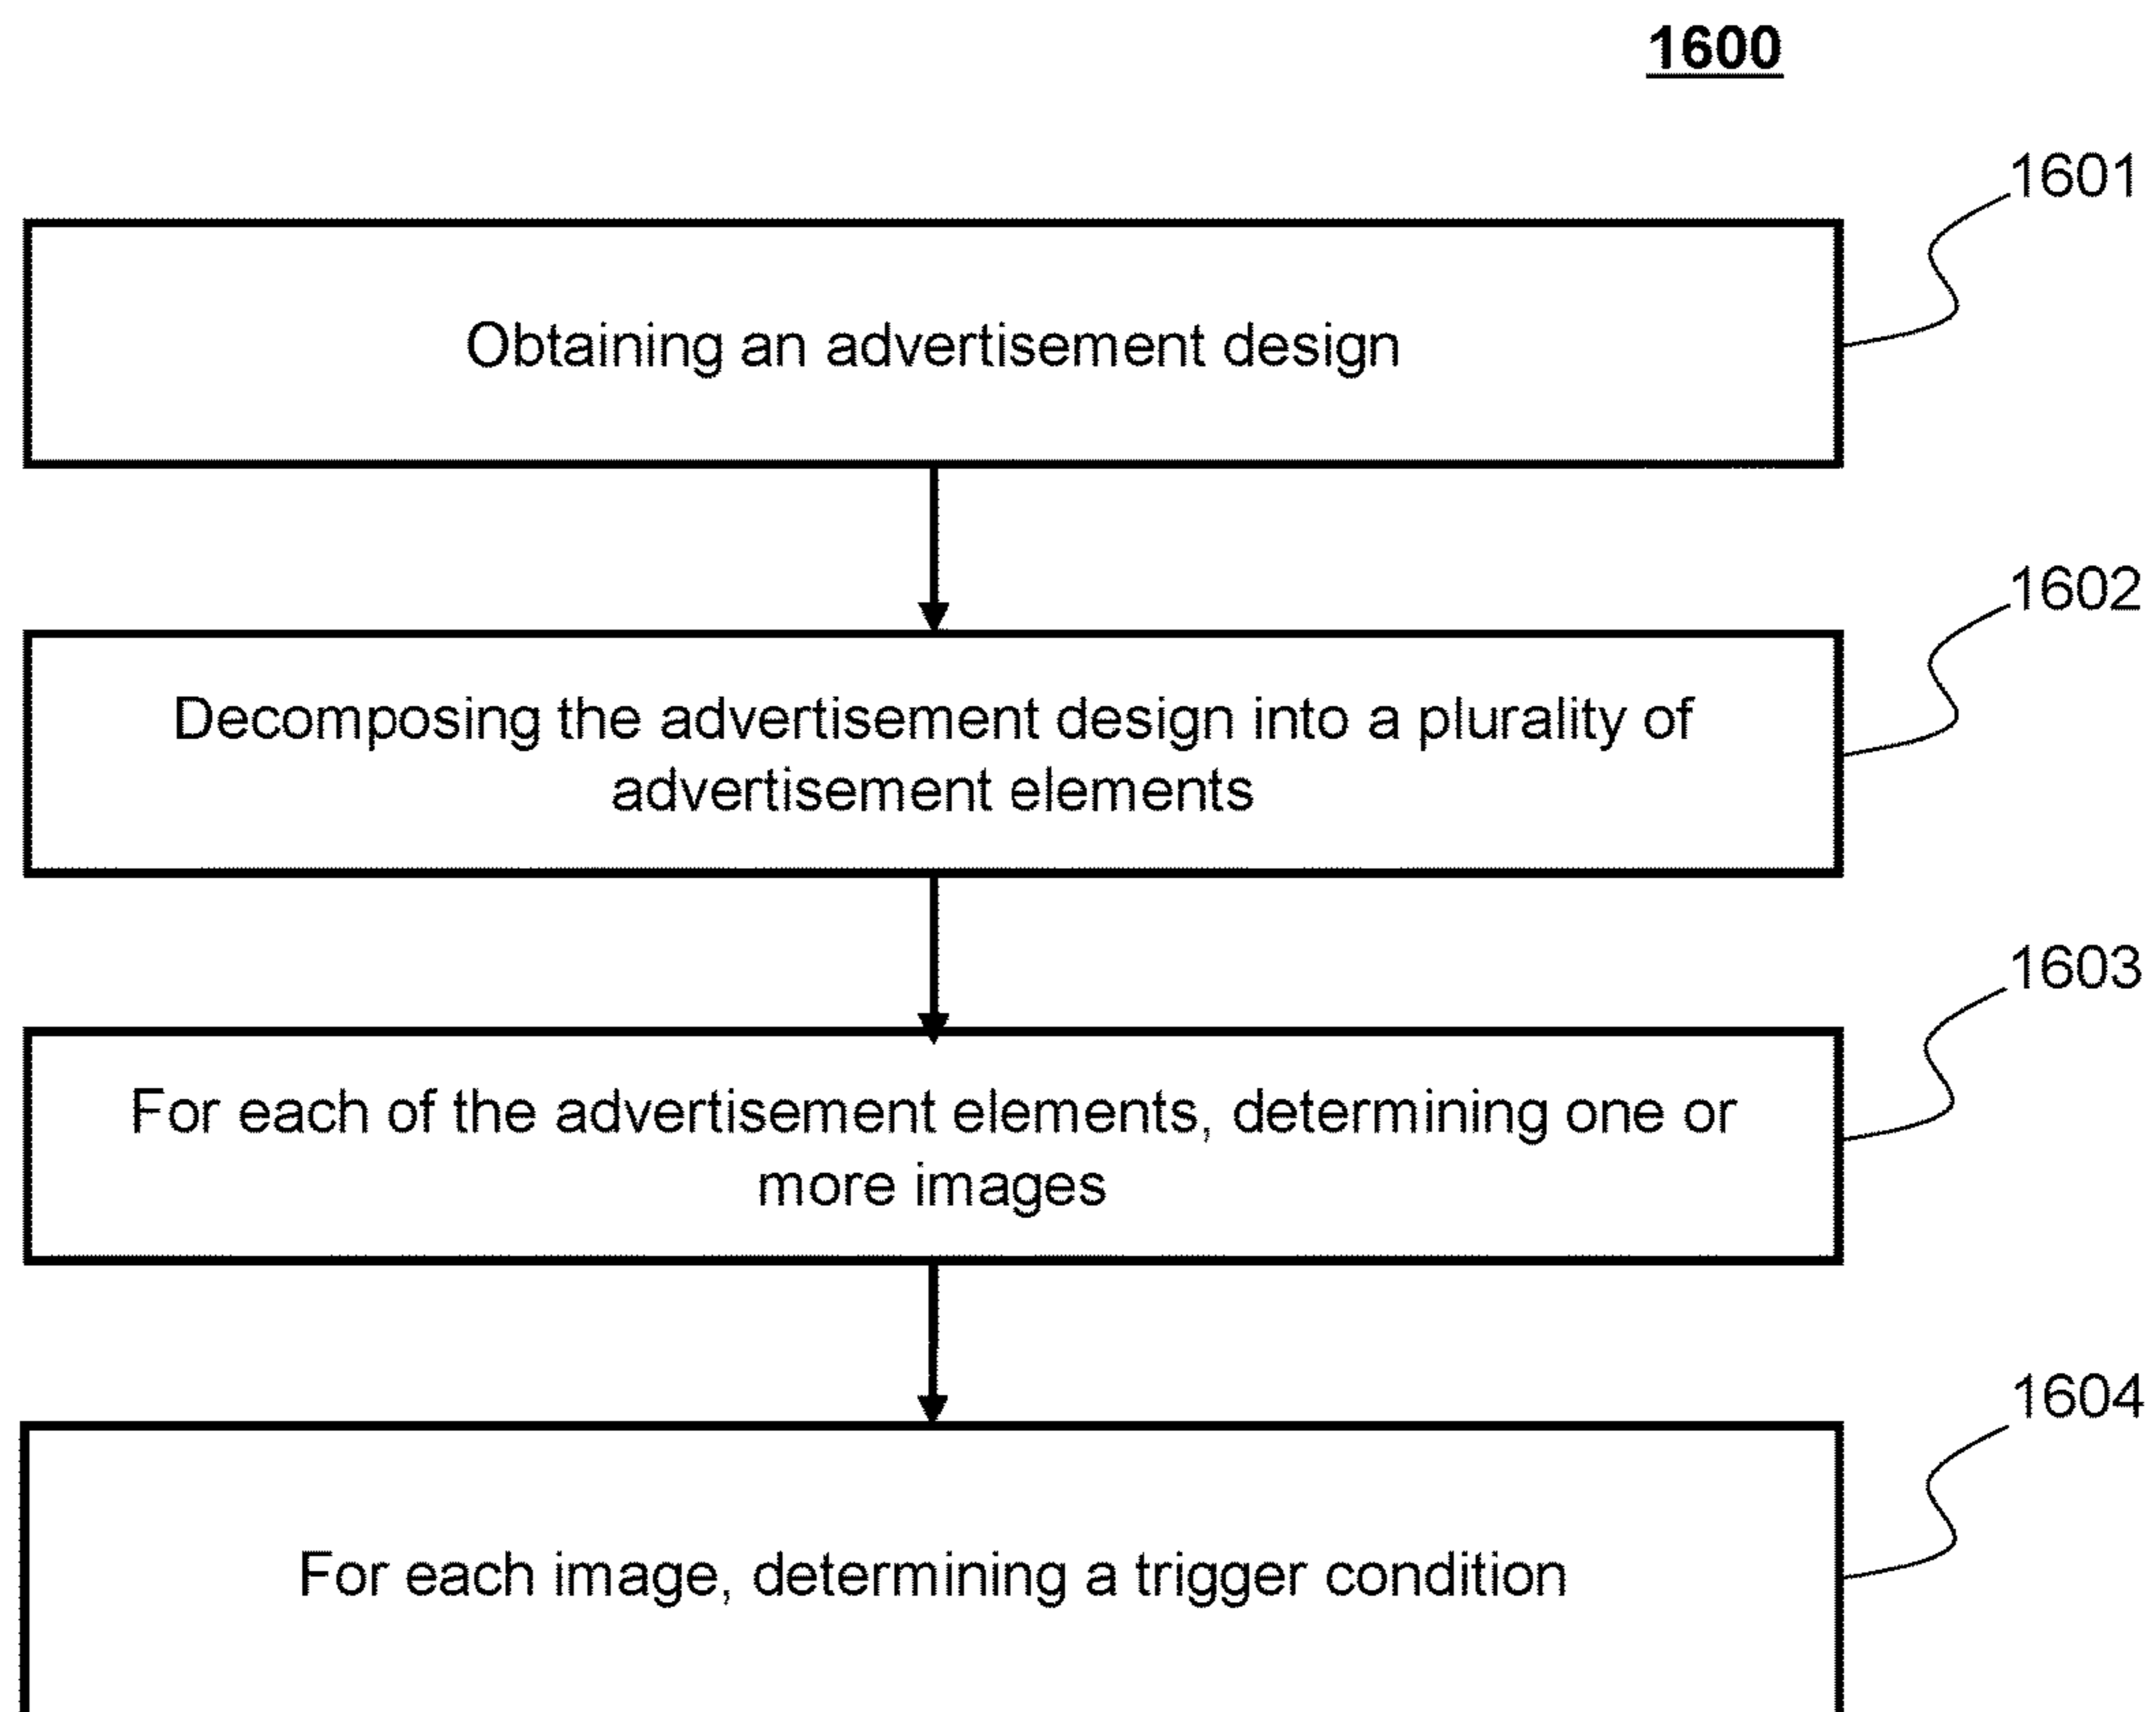 1600
1601
Obtaining an advertisement design
1602
Decomposing the advertisement design into a plurality of
advertisement elements
1603
For each of the advertisement elements, determining one or
more images
1604
For each image, determining a trigger condition